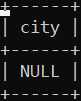 +------+
| city |
+------+
| NULL |
+------+